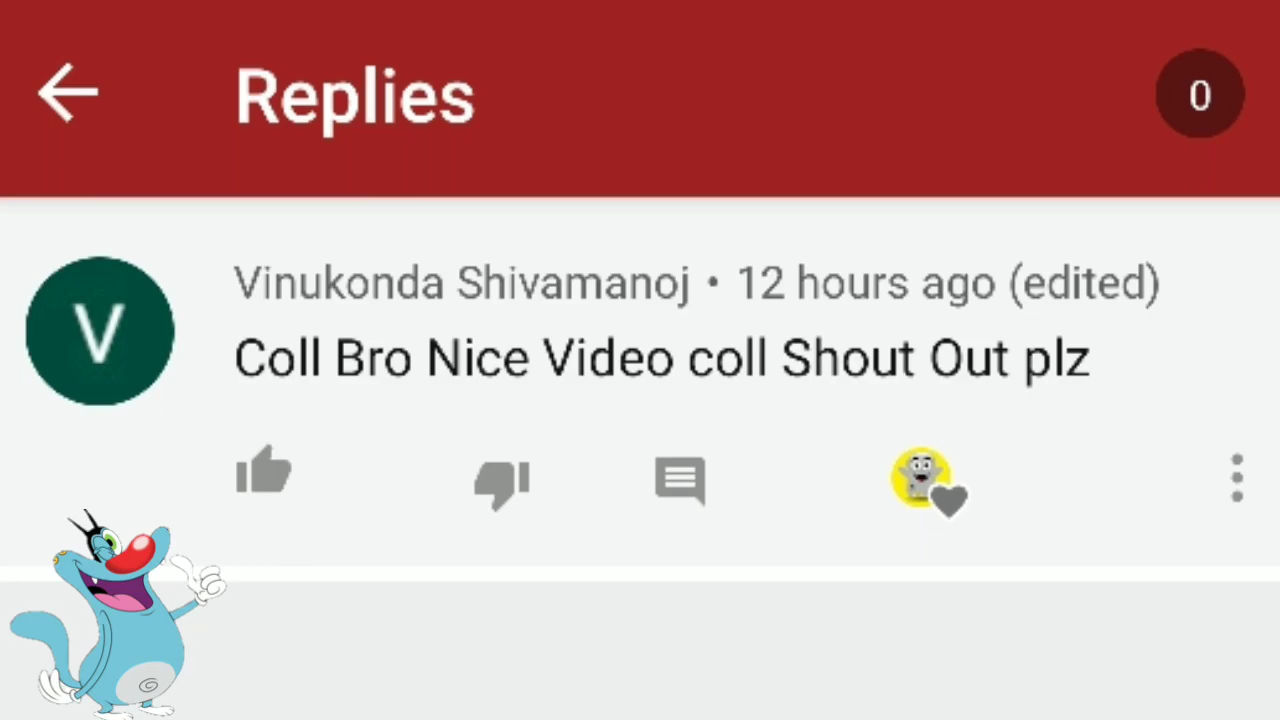 Replies
0
V
Vinukonda Shivamanoj • 12 hours ago (edited)
Coll Bro Nice Video coll Shout Out plz